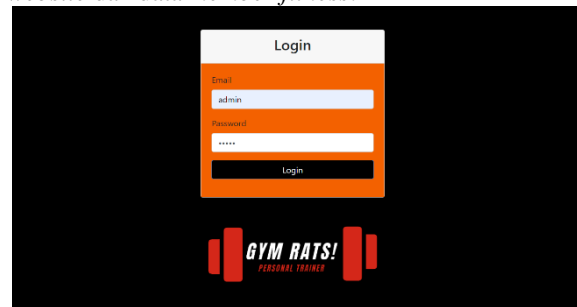 Login
Email
admin
Password
•••••
Login
GYM RATS!
PERSONAL TRAINER